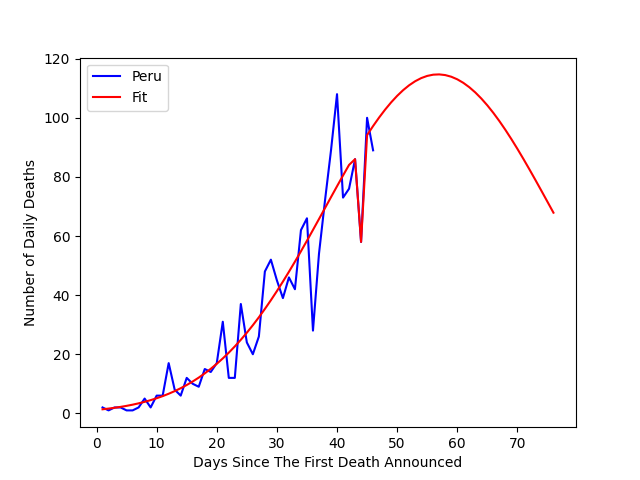 Peru
Fit
120
100
80
60
40
20
0
Number of Daily Deaths
0 10 20 30 40 50 60 70
Days Since The First Death Announced